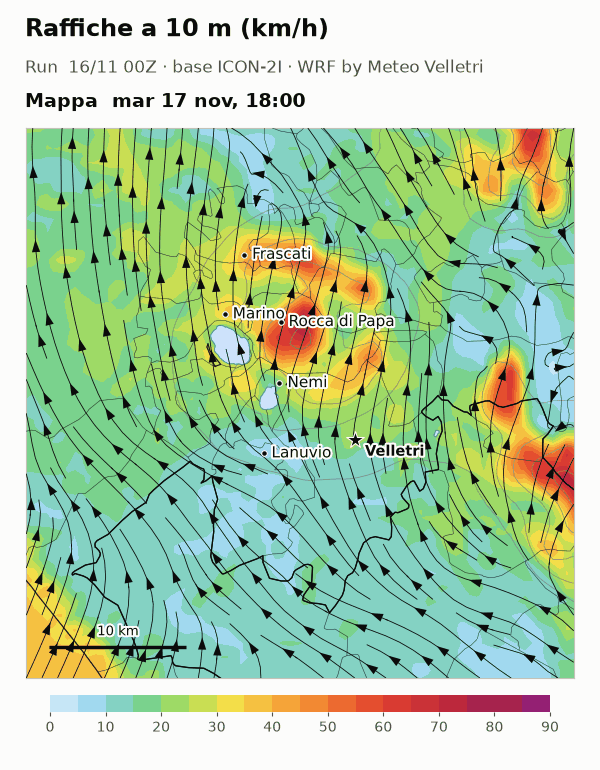 Raffiche a 10 m (km/h)
Run 16/11 00Z · base ICON-2I · WRF by Meteo Velletri
Mappa mar 17 nov, 18:00
Frascati
Marino
Rocca di Papa
Nemi
Velletri
Lanuvio
10 km
0 10 20 30 40 50 60 70 80 90